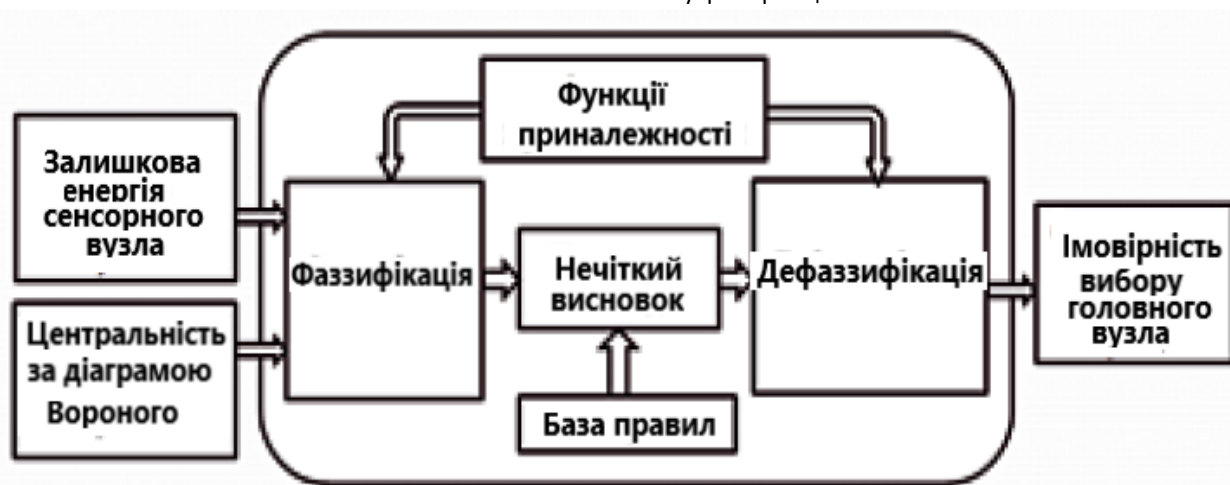 Функції
приналежності
Залишкова
енергія
сенсорного
вузла
Центральність
за діаграмою
Вороного
Фаззифікація
Нечіткий
висновок
База правил
Дефаззифікація
Імовірність
вибору
головного
вузла